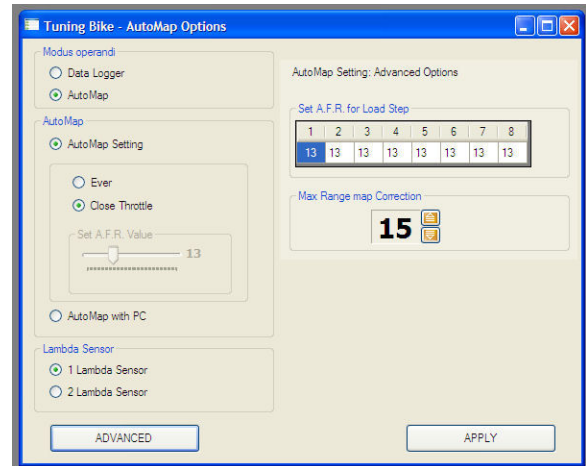 Tuning Bike - AutoMap Options
Modus operandi
Data Logger
AutoMap
AutoMap
AutoMap Setting
Ever
Close Throttle
Set A.F.R. Value
13
AutoMap with PC
Lambda Sensor
1 Lambda Sensor
2 Lambda Sensor
ADVANCED
AutoMap Setting: Advanced Options
Set A.F.R. for Load Step
1 2 3 4 5 6 7 8
13 13 13 13 13 13 13 13
Max Range map Correction
15
APPLY